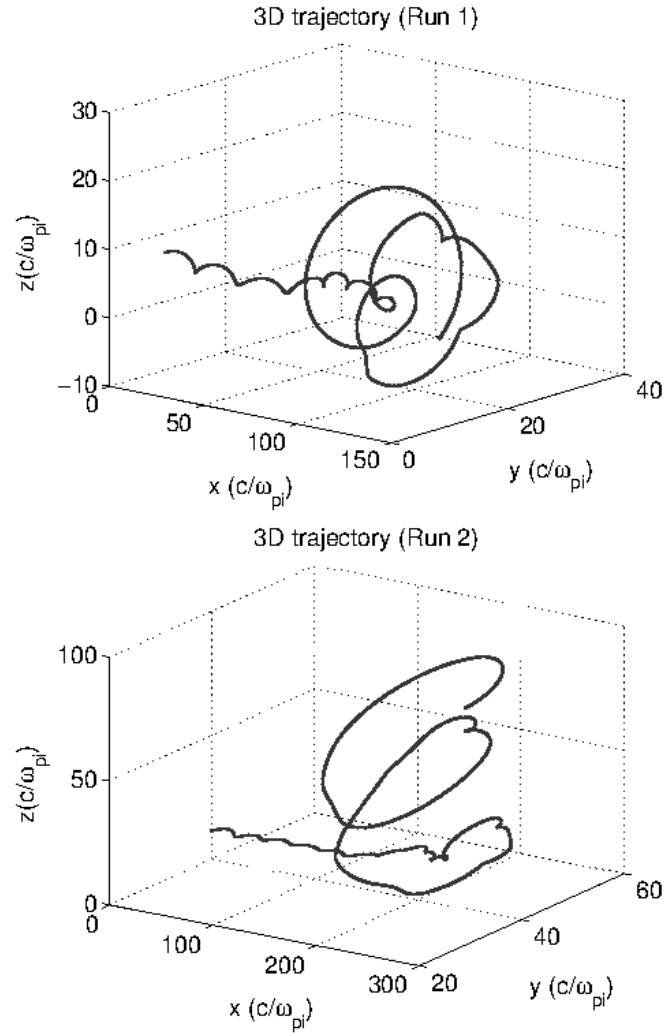 3D trajectory (Run 1)
30
20
10
0
−10
z(c/ω_pi)
0
50
100
150
x (c/ω_pi)
0
20
40
y (c/ω_pi)
3D trajectory (Run 2)
100
50
0
z(c/ω_pi)
0
100
200
300
x (c/ω_pi)
20
40
60
y (c/ω_pi)